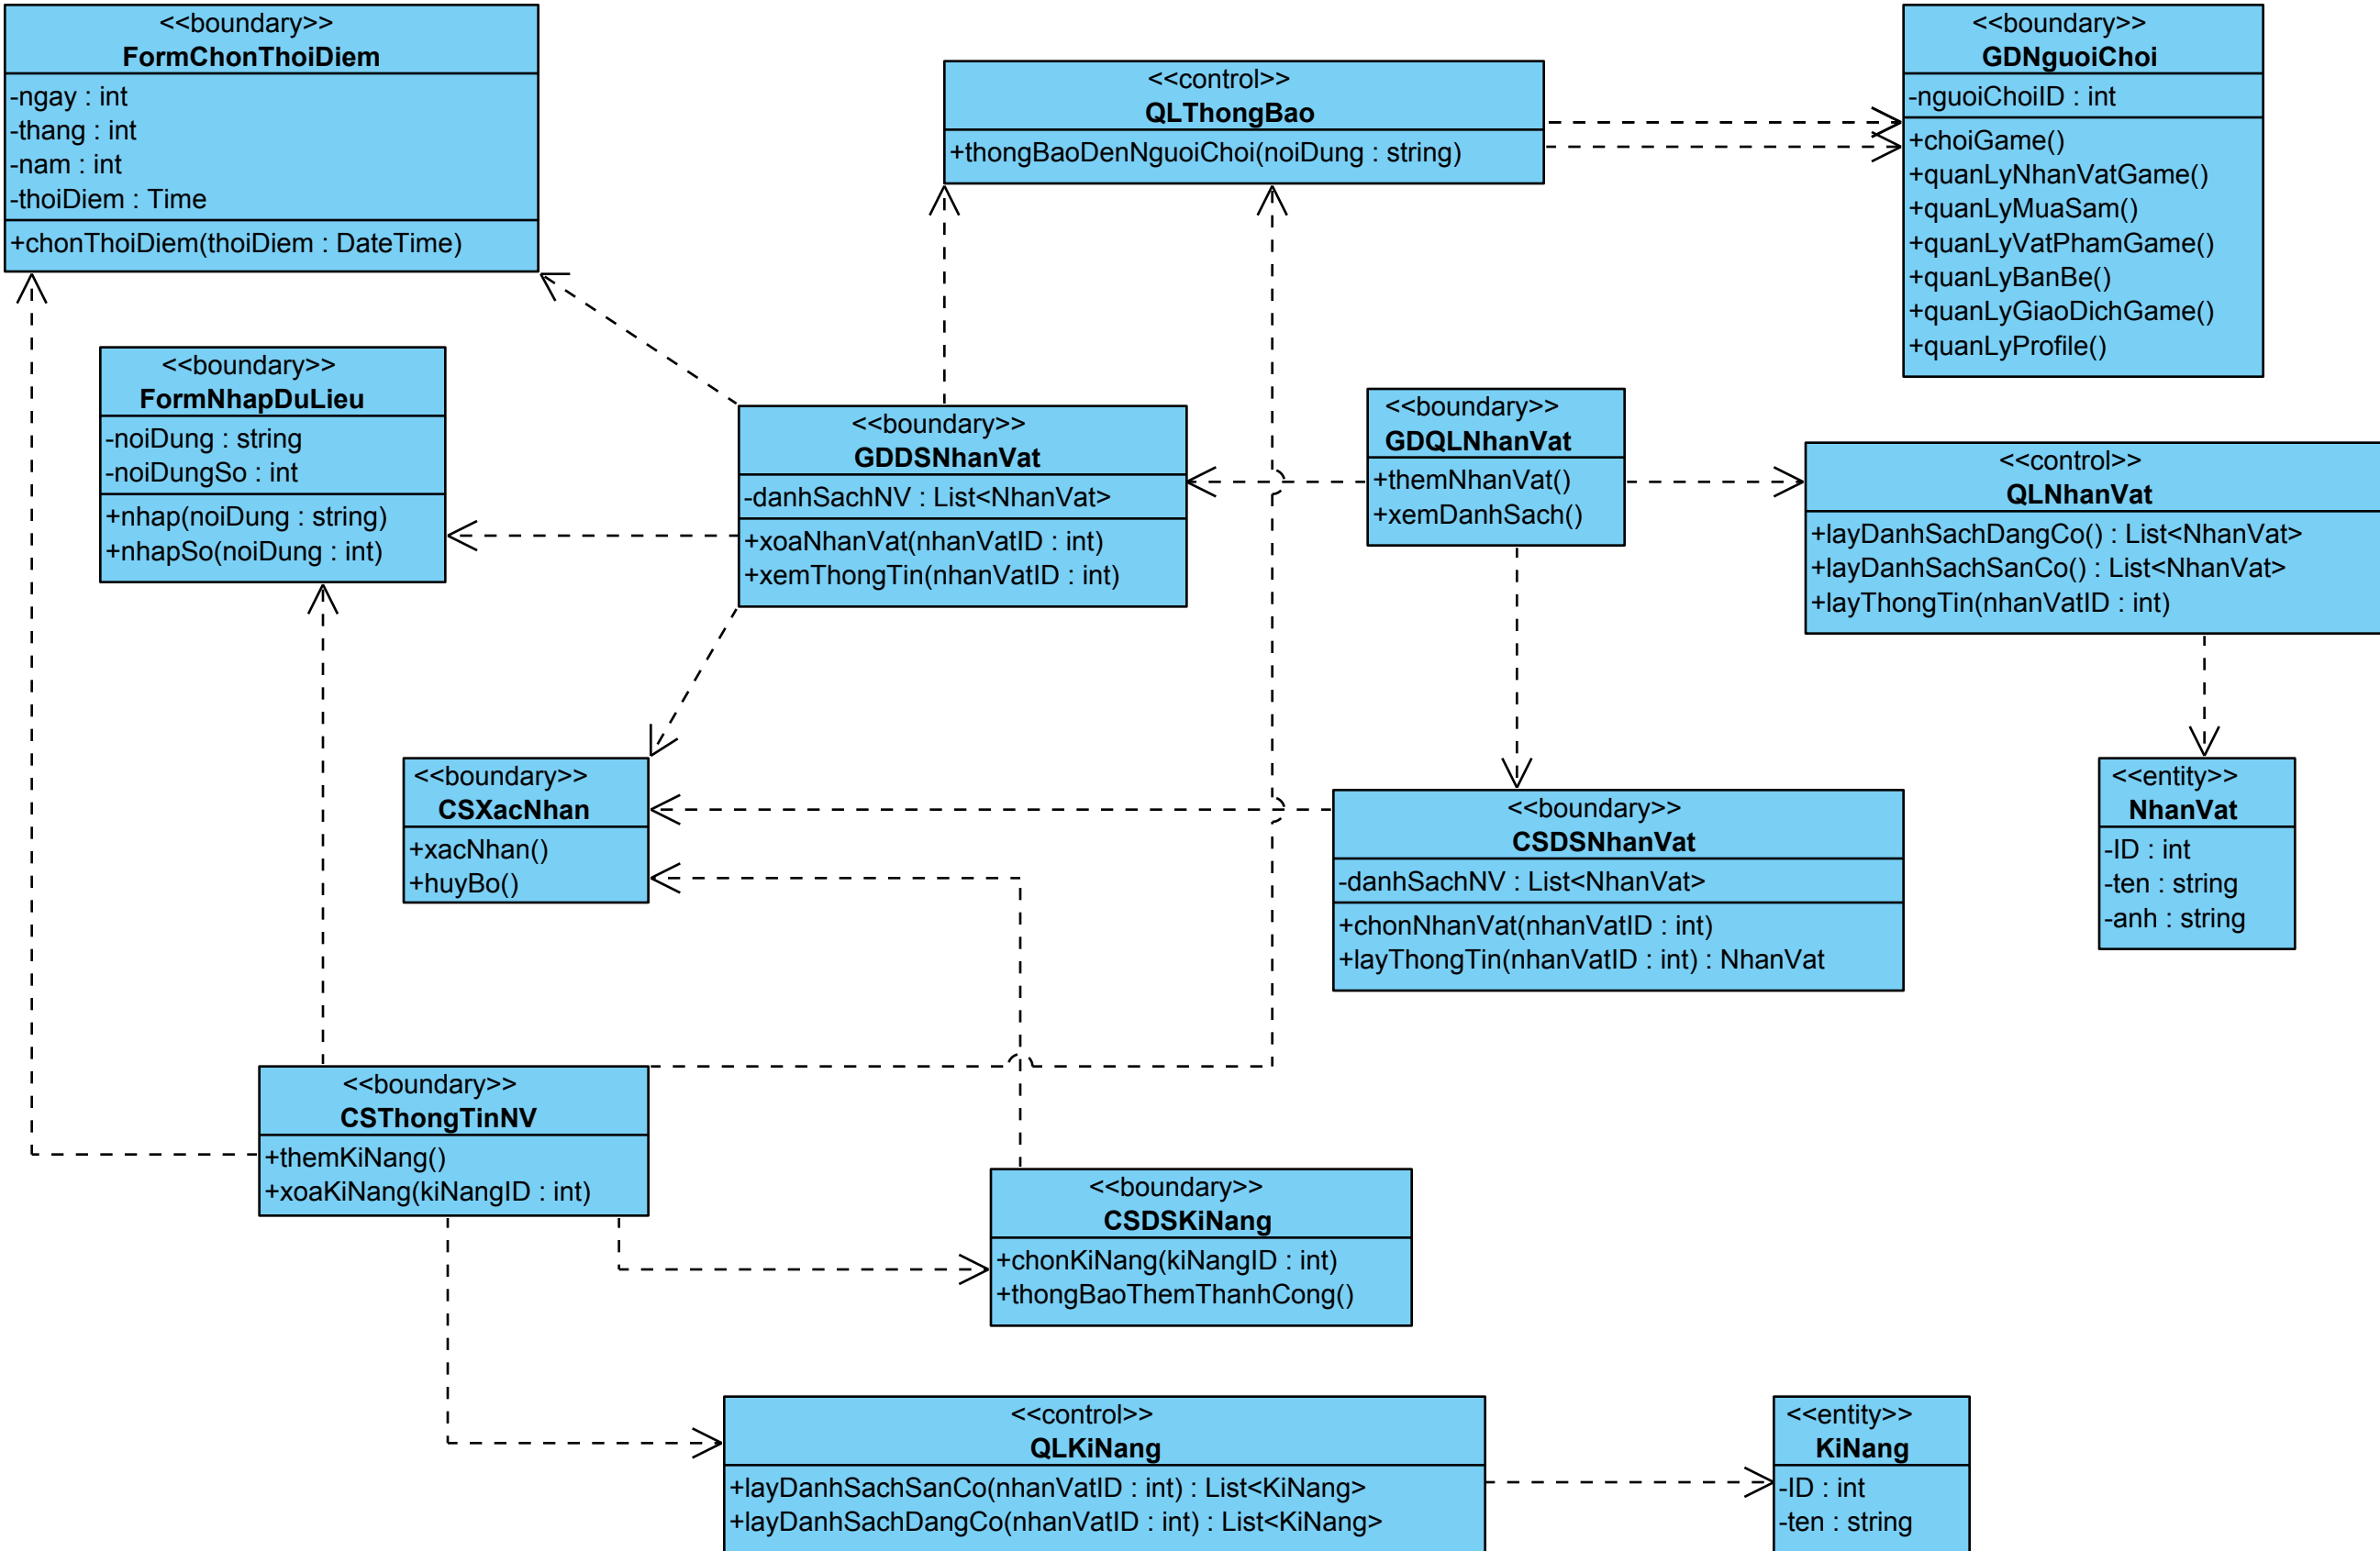 <<boundary>>
FormChonThoiDiem
-ngay : int
-thang : int
-nam : int
-thoiDiem : Time
+chonThoiDiem(thoiDiem : DateTime)
<<control>>
QLThongBao
+thongBaoDenNguoiChoi(noiDung : string)
<<boundary>>
GDNguoiChoi
-nguoiChoiID : int
+choiGame()
+quanLyNhanVatGame()
+quanLyMuaSam()
+quanLyVatPhamGame()
+quanLyBanBe()
+quanLyGiaoDichGame()
+quanLyProfile()
<<boundary>>
FormNhapDuLieu
-noiDung : string
-noiDungSo : int
+nhap(noiDung : string)
+nhapSo(noiDung : int)
<<boundary>>
GDDSNhanVat
-danhSachNV : List<NhanVat>
+xoaNhanVat(nhanVatID : int)
+xemThongTin(nhanVatID : int)
<<boundary>>
GDQLNhanVat
+themNhanVat()
+xemDanhSach()
<<control>>
QLNhanVat
+layDanhSachDangCo() : List<NhanVat>
+layDanhSachSanCo() : List<NhanVat>
+layThongTin(nhanVatID : int)
<<boundary>>
CSXacNhan
+xacNhan()
+huyBo()
<<boundary>>
CSDSNhanVat
-danhSachNV : List<NhanVat>
+chonNhanVat(nhanVatID : int)
+layThongTin(nhanVatID : int) : NhanVat
<<entity>>
NhanVat
-ID : int
-ten : string
-anh : string
<<boundary>>
CSThongTinNV
+themKiNang()
+xoaKiNang(kiNangID : int)
<<boundary>>
CSDSKiNang
+chonKiNang(kiNangID : int)
+thongBaoThemThanhCong()
<<control>>
QLKiNang
+layDanhSachSanCo(nhanVatID : int) : List<KiNang>
+layDanhSachDangCo(nhanVatID : int) : List<KiNang>
<<entity>>
KiNang
-ID : int
-ten : string